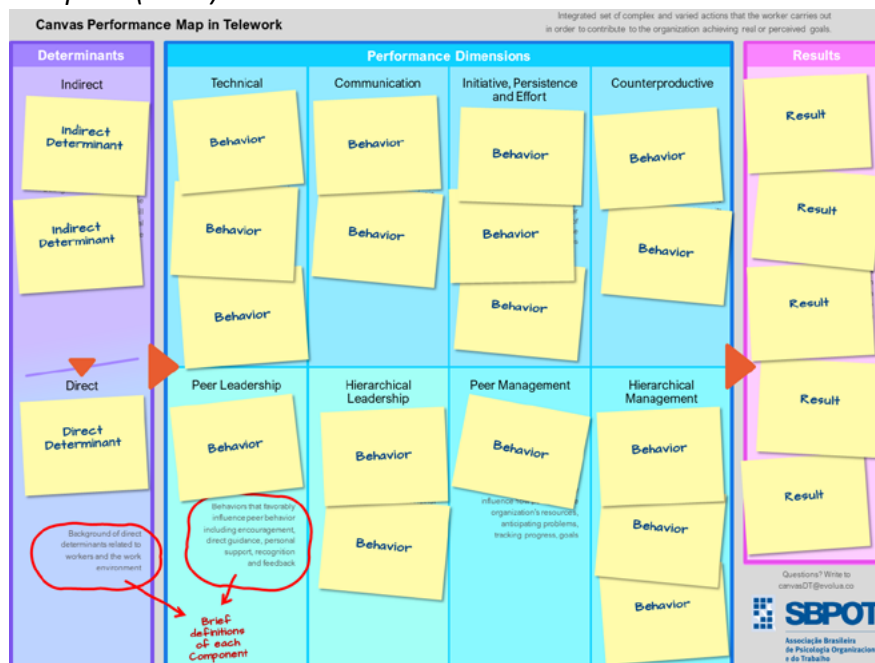 Canvas Performance Map in Telework
Integrated set of complex and varied actions that the worker carries out
in order to contribute to the organization achieving real or perceived goals.
Determinants
Performance Dimensions
Results
Indirect
Technical
Communication
Initiative, Persistence
and Effort
Counterproductive
Indirect
Determinant
Indirect
Determinant
Behavior
Behavior
Behavior
Behavior
Behavior
Behavior
Behavior
Behavior
Behavior
Behavior
Result
Result
Result
Result
Result
Direct
Direct
Determinant
Background of direct
determinants related to
workers and the work
environment
Peer Leadership
Behavior
Behaviors that favorably
influence peer behavior
including encouragement,
direct guidance, personal
support, recognition
and feedback
Brief
definitions
of each
Component
Hierarchical
Leadership
Behavior
Behavior
Peer Management
Behavior
organization's resources,
anticipating problems,
tracking progress, goals
Hierarchical
Management
Behavior
Behavior
Behavior
Questions? Write to
canvasDT@evolua.co
SBPOT
Associação Brasileira
de Psicologia Organizacion
e do Trabalho